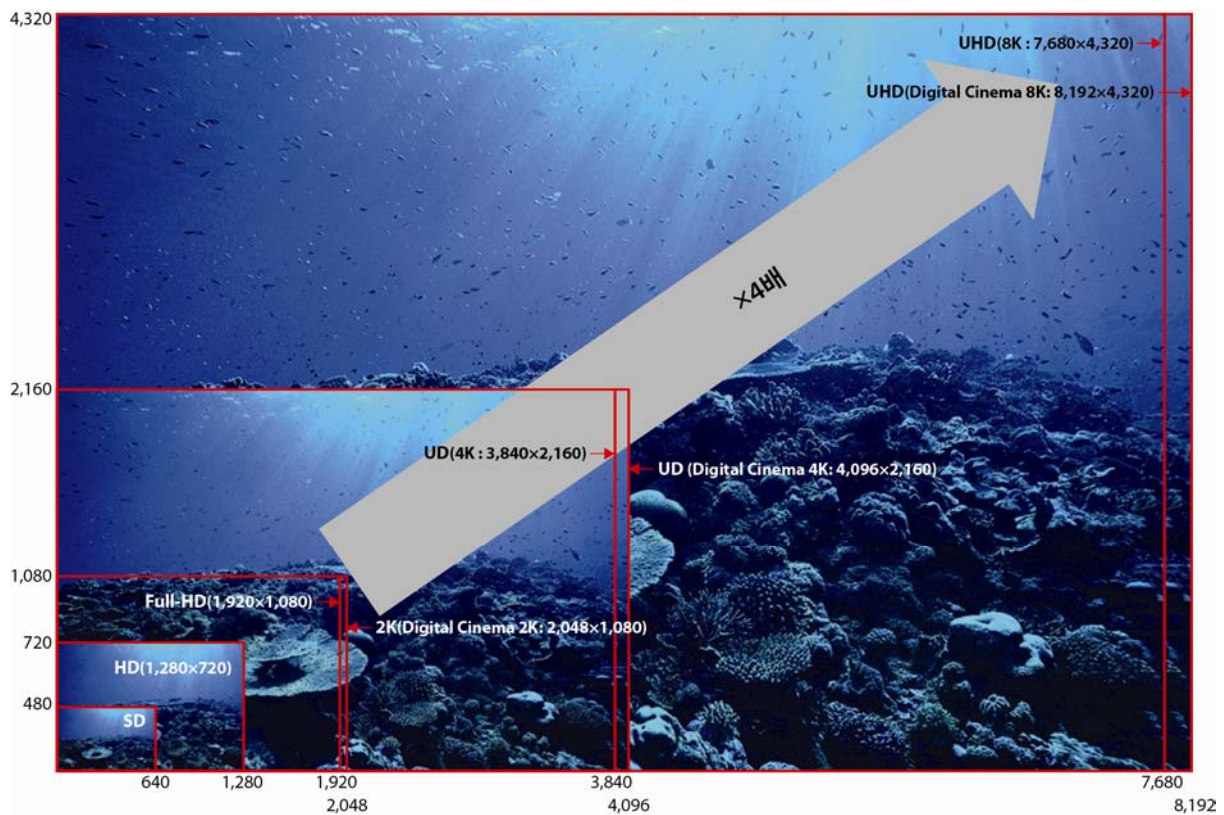 4,320
UHD(8K : 7,680×4,320)
UHD(Digital Cinema 8K: 8,192×4,320)
×4배
2,160
UD(4K : 3,840×2,160)
UD (Digital Cinema 4K: 4,096×2,160)
1,080
Full-HD(1,920×1,080)
2K(Digital Cinema 2K: 2,048×1,080)
720
HD(1,280×720)
480
SD
640
1,280
1,920
3,840
7,680
2,048
4,096
8,192